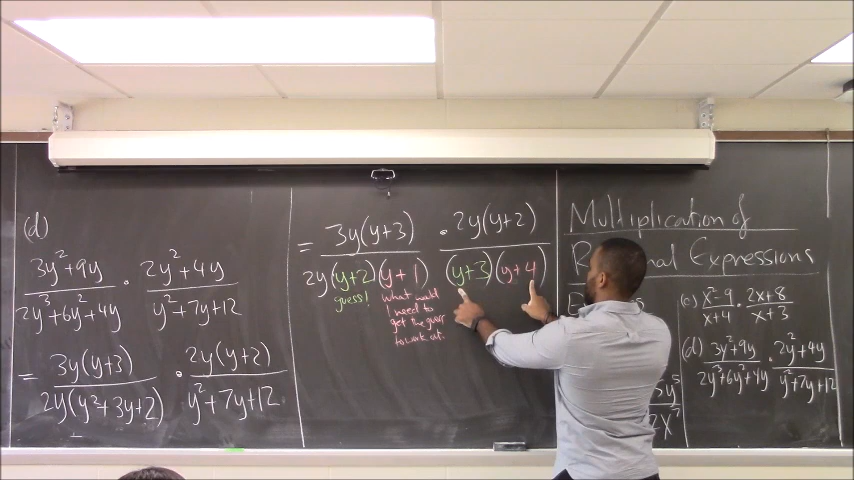 (d)
3y²+9y / 2y³+6y²+4y · 2y²+4y / y²+7y+12
= 3y(y+3) / 2y(y²+3y+2) · 2y(y+2) / y²+7y+12
= 3y(y+3) / 2y(y+2)(y+1) · 2y(y+2) / (y+3)(y+4)
guess!
what would
I need to
get the guess
to work out.
Multiplication of
Expressions
(c) x²-9 / x+4 · 2x+8 / x+3
(d) 3y²+9y / 2y³+6y²+4y · 2y²+4y / y²+7y+12